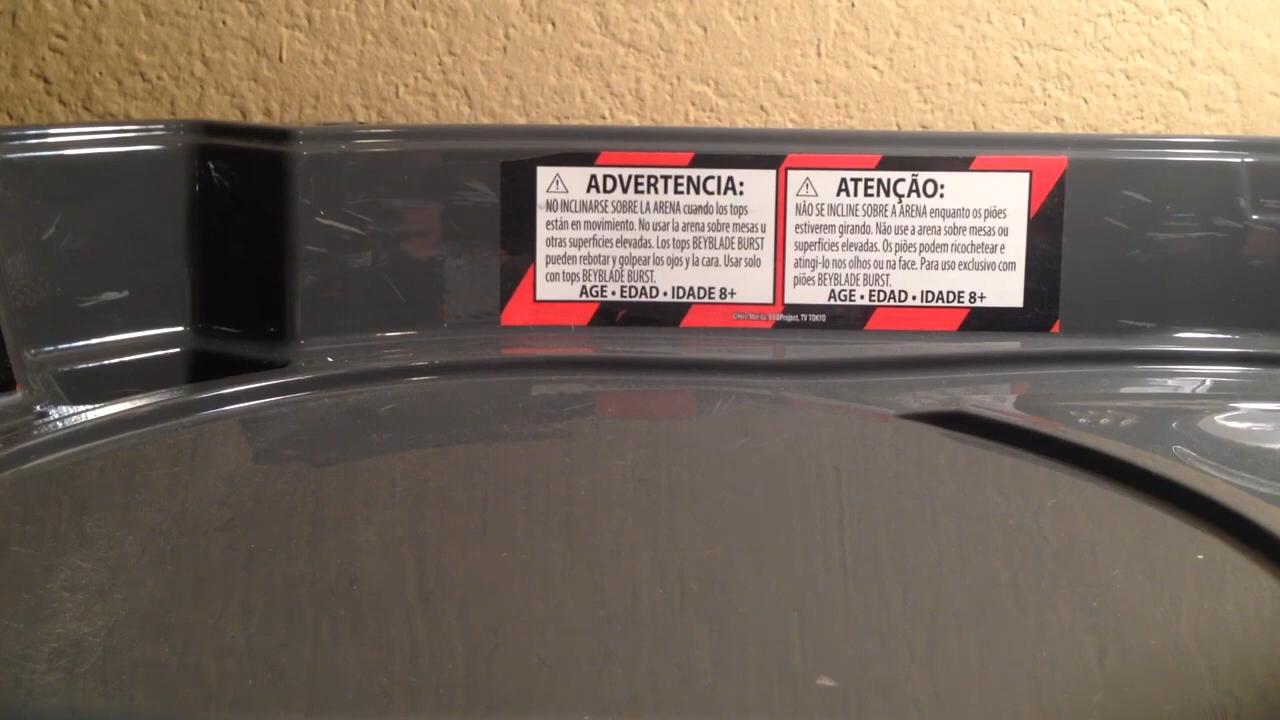 ADVERTENCIA:
NO INCLINARSE SOBRE LA ARENA cuando los tops
están en movimiento. No usar la arena sobre mesas u
otras superficies elevadas. Los tops BEYBLADE BURST
pueden rebotar y golpear los ojos y la cara. Usar solo
con tops BEYBLADE BURST.
AGE • EDAD • IDADE 8+
ATENÇÃO:
NÃO SE INCLINE SOBRE A ARENA enquanto os piões
estiverem girando. Não use a arena sobre mesas ou
superfícies elevadas. Os piões podem ricochetear e
atingi-lo nos olhos ou na face. Para uso exclusivo com
piões BEYBLADE BURST.
AGE • EDAD • IDADE 8+
Project, TV TOKYO